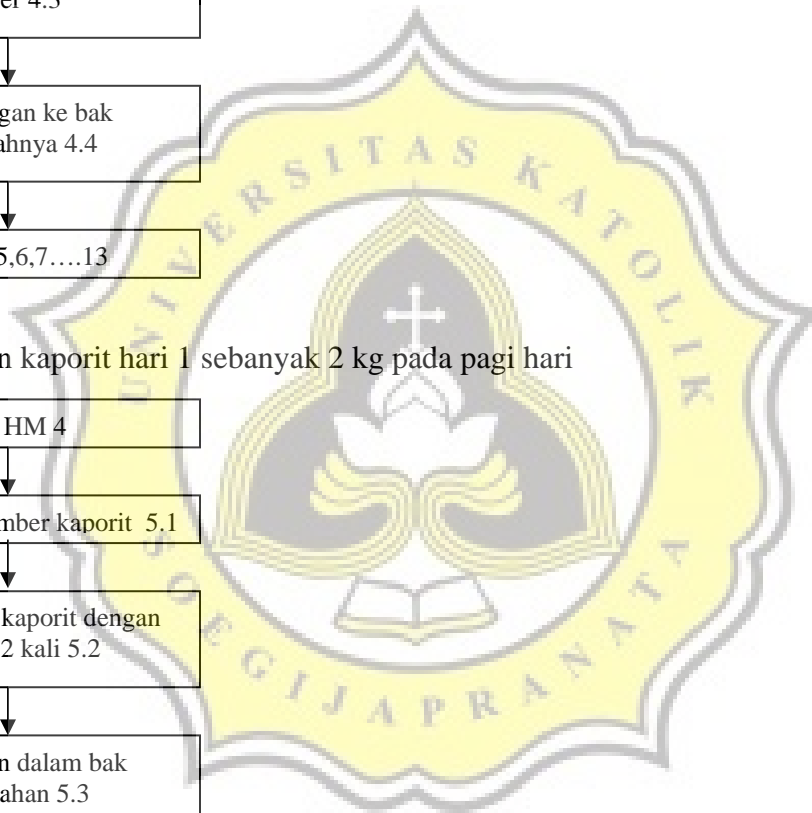 er 4.3
gan ke bak
ahnya 4.4
5,6,7….13
n kaporit hari 1 sebanyak 2 kg pada pagi hari
HM 4
mber kaporit 5.1
kaporit dengan
2 kali 5.2
n dalam bak
ahan 5.3
UNIVERSITAS KATOLIK
SOEGIJAPRANATA